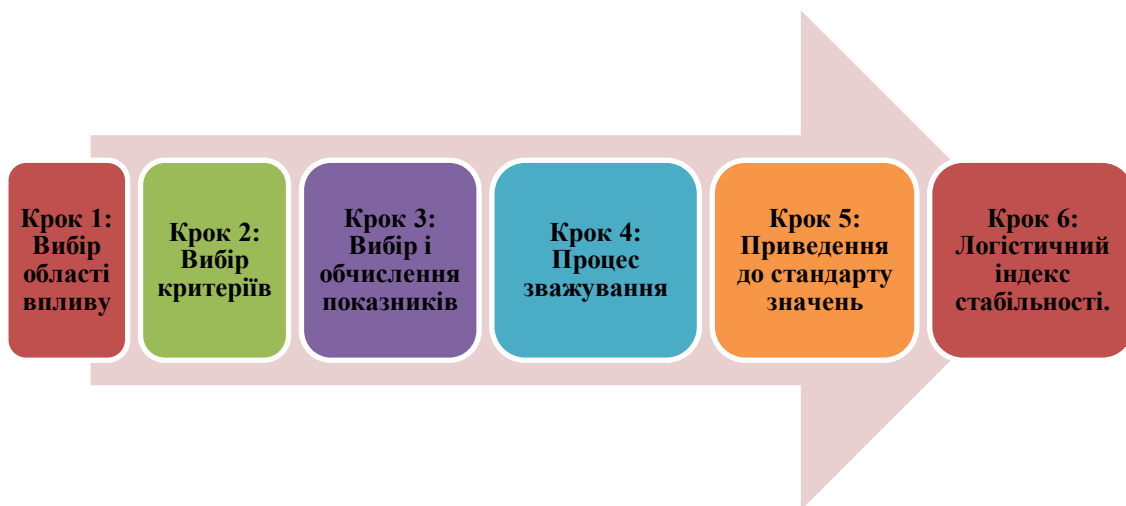 Крок 1:
Вибір
області
впливу
Крок 2:
Вибір
критеріїв
Крок 3:
Вибір і
обчислення
показників
Крок 4:
Процес
зважування
Крок 5:
Приведення
до стандарту
значень
Крок 6:
Логістичний
індекс
стабільності.